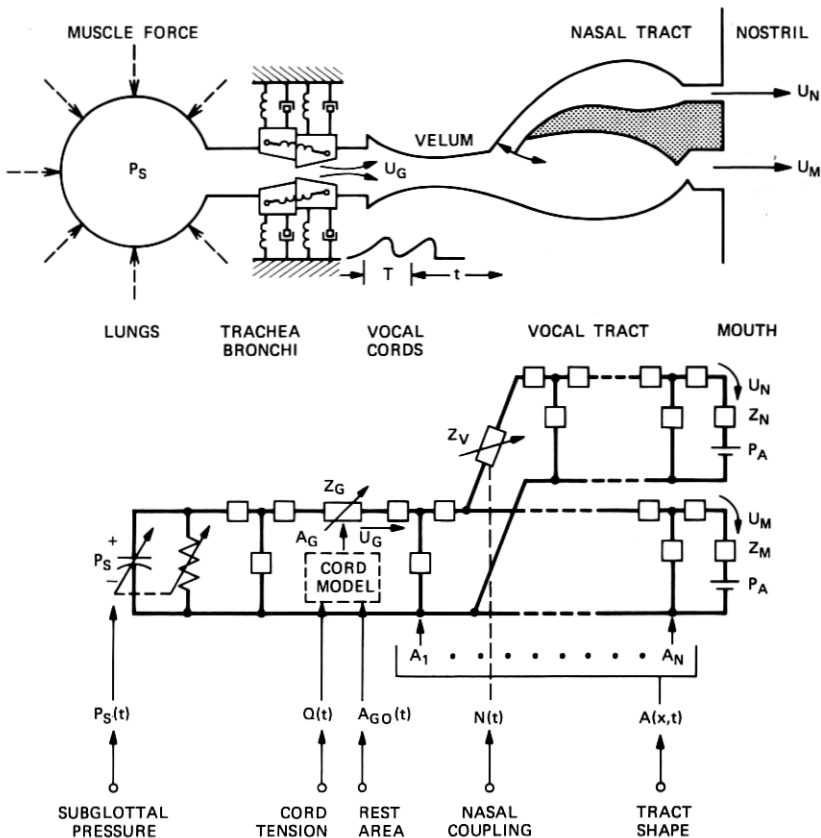 MUSCLE FORCE
NASAL TRACT
NOSTRIL
U_N
VELUM
P_S
U_G
U_M
T
t
LUNGS
TRACHEA
BRONCHI
VOCAL
CORDS
VOCAL TRACT
MOUTH
U_N
Z_N
Z_V
P_A
Z_G
U_M
A_G
U_G
+
P_S
−
CORD
MODEL
Z_M
P_A
A_1
A_N
P_S(t)
Q(t)
A_GO(t)
N(t)
A(x,t)
SUBGLOTTAL
PRESSURE
CORD
TENSION
REST
AREA
NASAL
COUPLING
TRACT
SHAPE